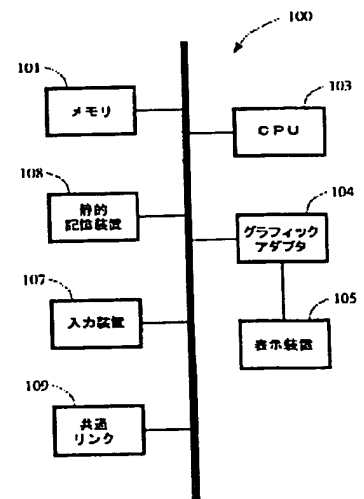 100
101
メモリ
103
CPU
108
静的
記憶装置
104
グラフィック
アダプタ
107
入力装置
105
表示装置
109
共通
リンク